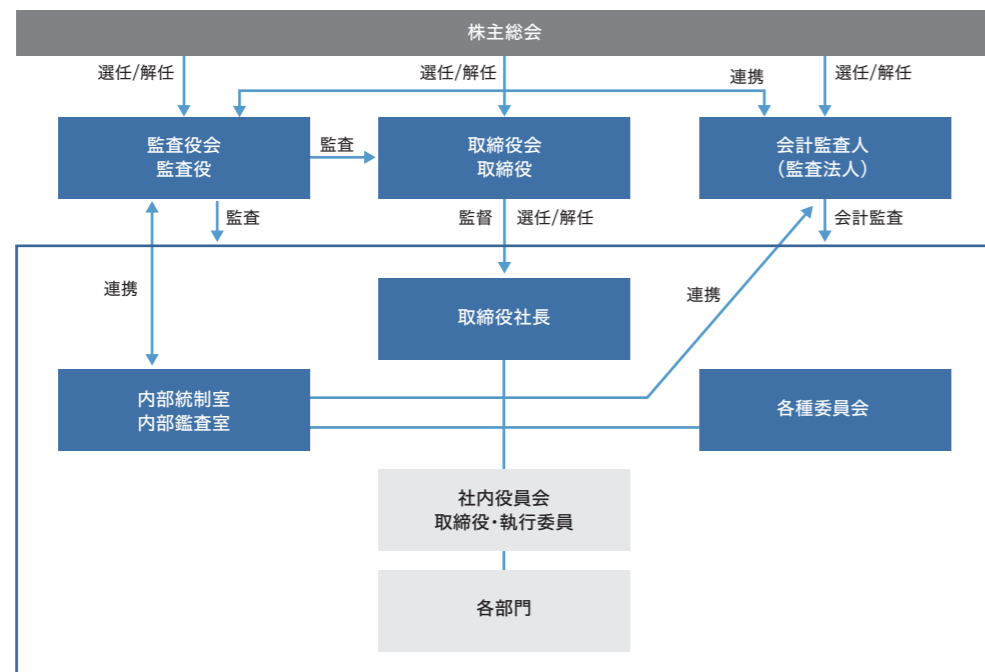 株主総会
選任/解任
選任/解任
連携
選任/解任
監査役会
監査役
監査
取締役会
取締役
会計監査人
（監査法人）
監査
監督
選任/解任
会計監査
連携
取締役社長
連携
内部統制室
内部鑑査室
各種委員会
社内役員会
取締役・執行委員
各部門